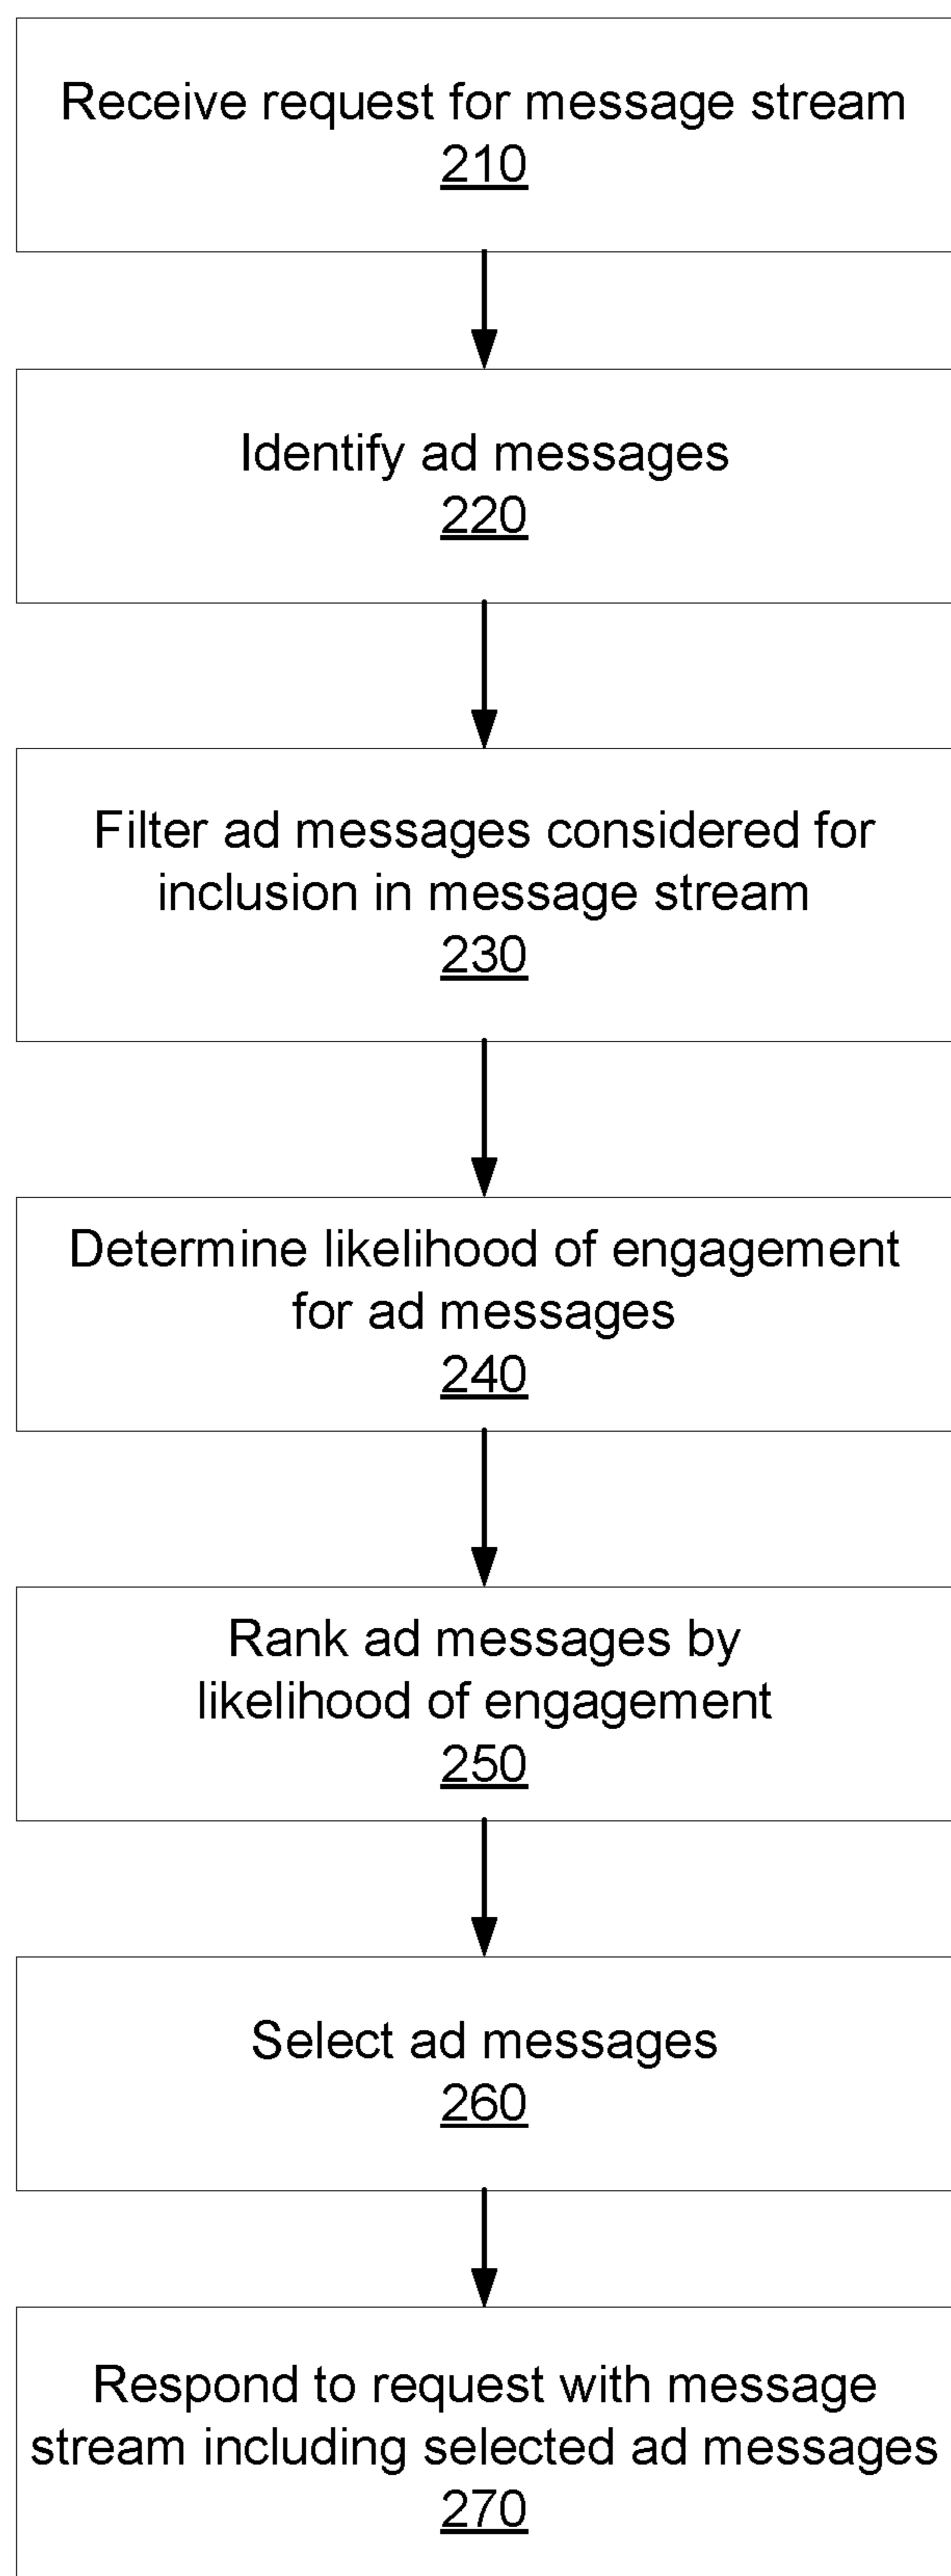 Receive request for message stream
210
Identify ad messages
220
Filter ad messages considered for
inclusion in message stream
230
Determine likelihood of engagement
for ad messages
240
Rank ad messages by
likelihood of engagement
250
Select ad messages
260
Respond to request with message
stream including selected ad messages
270